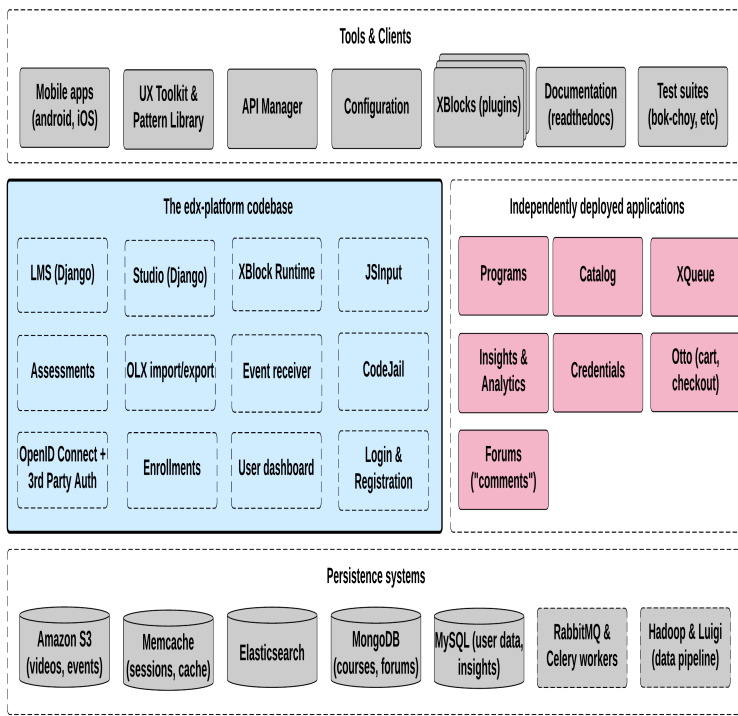 Tools & Clients
Mobile apps
(android, iOS)
UX Toolkit &
Pattern Library
API Manager
Configuration
XBlocks (plugins)
Documentation
(readthedocs)
Test suites
(bok-choy, etc)
The edx-platform codebase
LMS (Django)
Studio (Django)
XBlock Runtime
JSInput
Assessments
OLX import/export
Event receiver
CodeJail
OpenID Connect +
3rd Party Auth
Enrollments
User dashboard
Login &
Registration
Independently deployed applications
Programs
Catalog
XQueue
Insights &
Analytics
Credentials
Otto (cart,
checkout)
Forums
("comments")
Persistence systems
Amazon S3
(videos, events)
Memcache
(sessions, cache)
Elasticsearch
MongoDB
(courses, forums)
MySQL (user data,
insights)
RabbitMQ &
Celery workers
Hadoop & Luigi
(data pipeline)